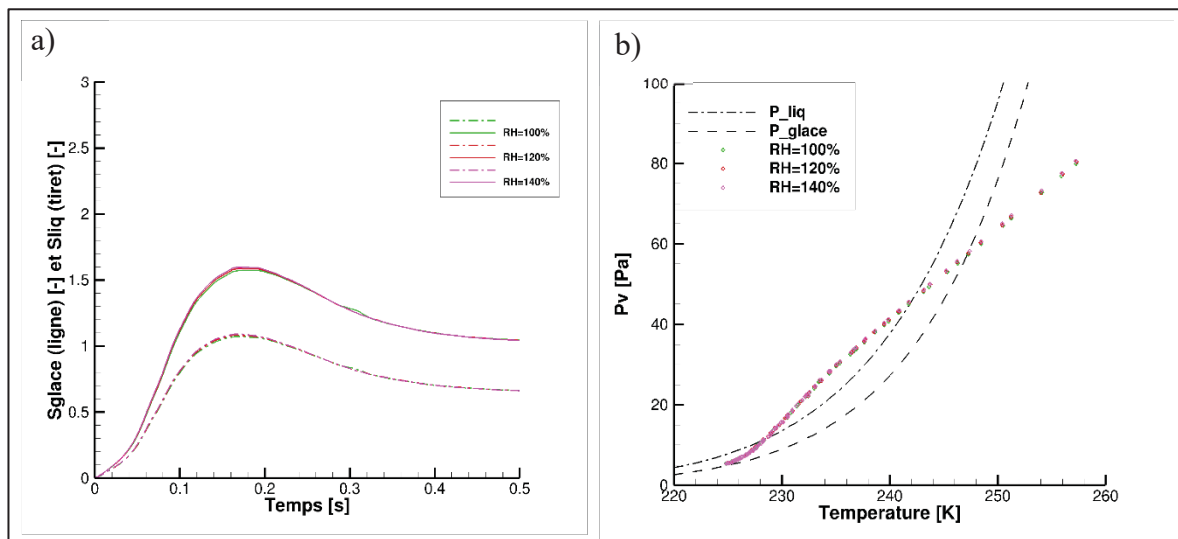 a)
3
2.5
2
1.5
1
0.5
0
Sglace (ligne) [-] et Sliq (tiret) [-]
RH=100%
RH=120%
RH=140%
0
0.1
0.2
0.3
0.4
0.5
Temps [s]
b)
100
80
60
40
20
0
Pv [Pa]
P_liq
P_glace
RH=100%
RH=120%
RH=140%
220
230
240
250
260
Temperature [K]